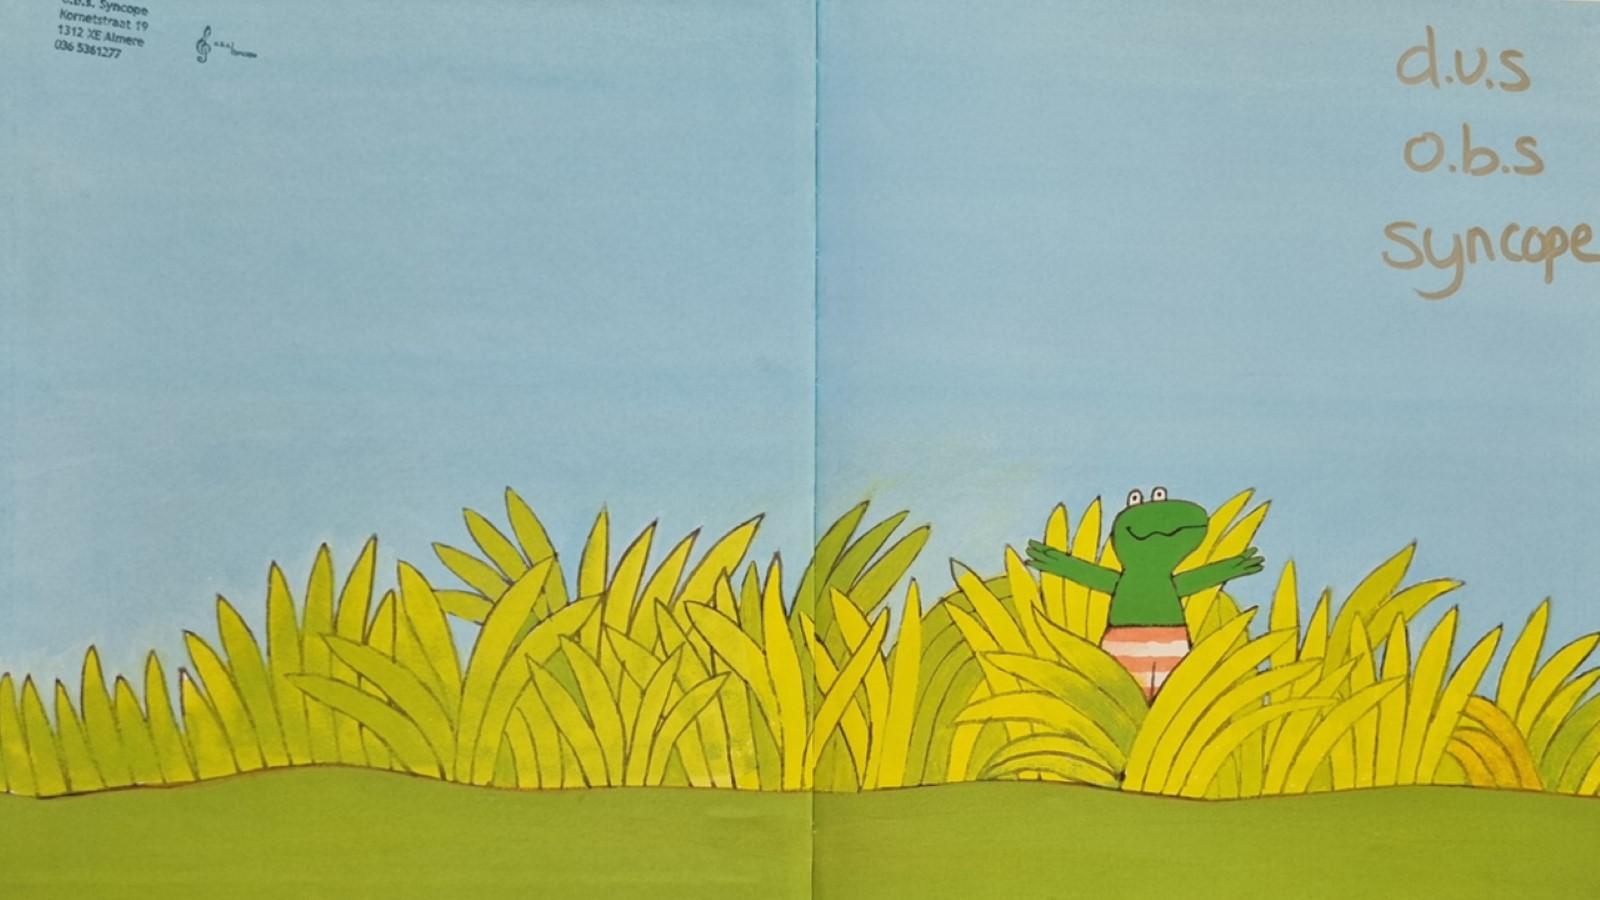 o.b.s. Syncope
Kornetstraat 19
1312 XE Almere
036 5361277
d.v.s
o.b.s
syncope